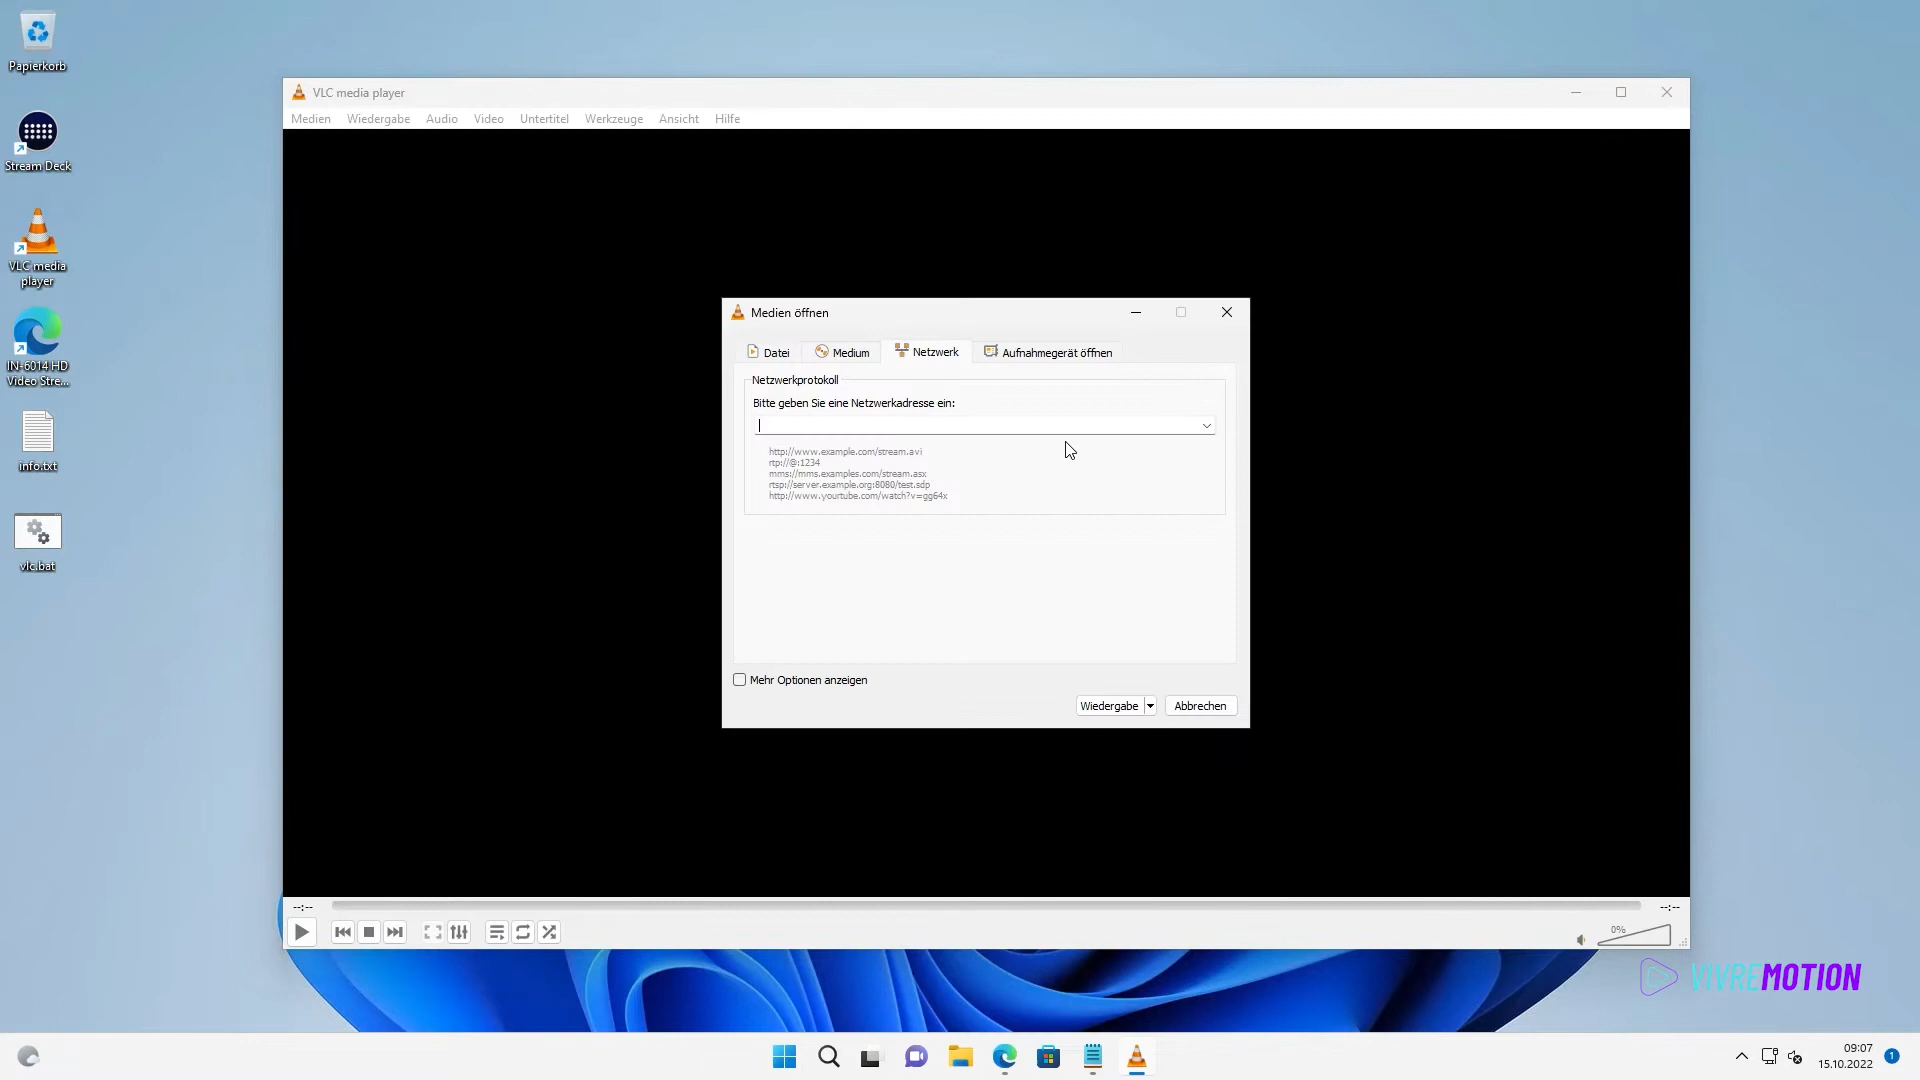 Papierkorb
Stream Deck
VLC media
player
IN-6014 HD
Video Stre...
info.txt
vlc.bat
VLC media player
Medien Wiedergabe Audio Video Untertitel Werkzeuge Ansicht Hilfe
Medien öffnen
Datei Medium Netzwerk Aufnahmegerät öffnen
Netzwerkprotokoll
Bitte geben Sie eine Netzwerkadresse ein:
http://www.example.com/stream.avi
rtp://@:1234
mms://mms.examples.com/stream.asx
rtsp://server.example.org:8080/test.sdp
http://www.yourtube.com/watch?v=gg64x
Mehr Optionen anzeigen
Wiedergabe Abbrechen
--:-- --:--
0%
VIVREMOTION
09:07
15.10.2022
1